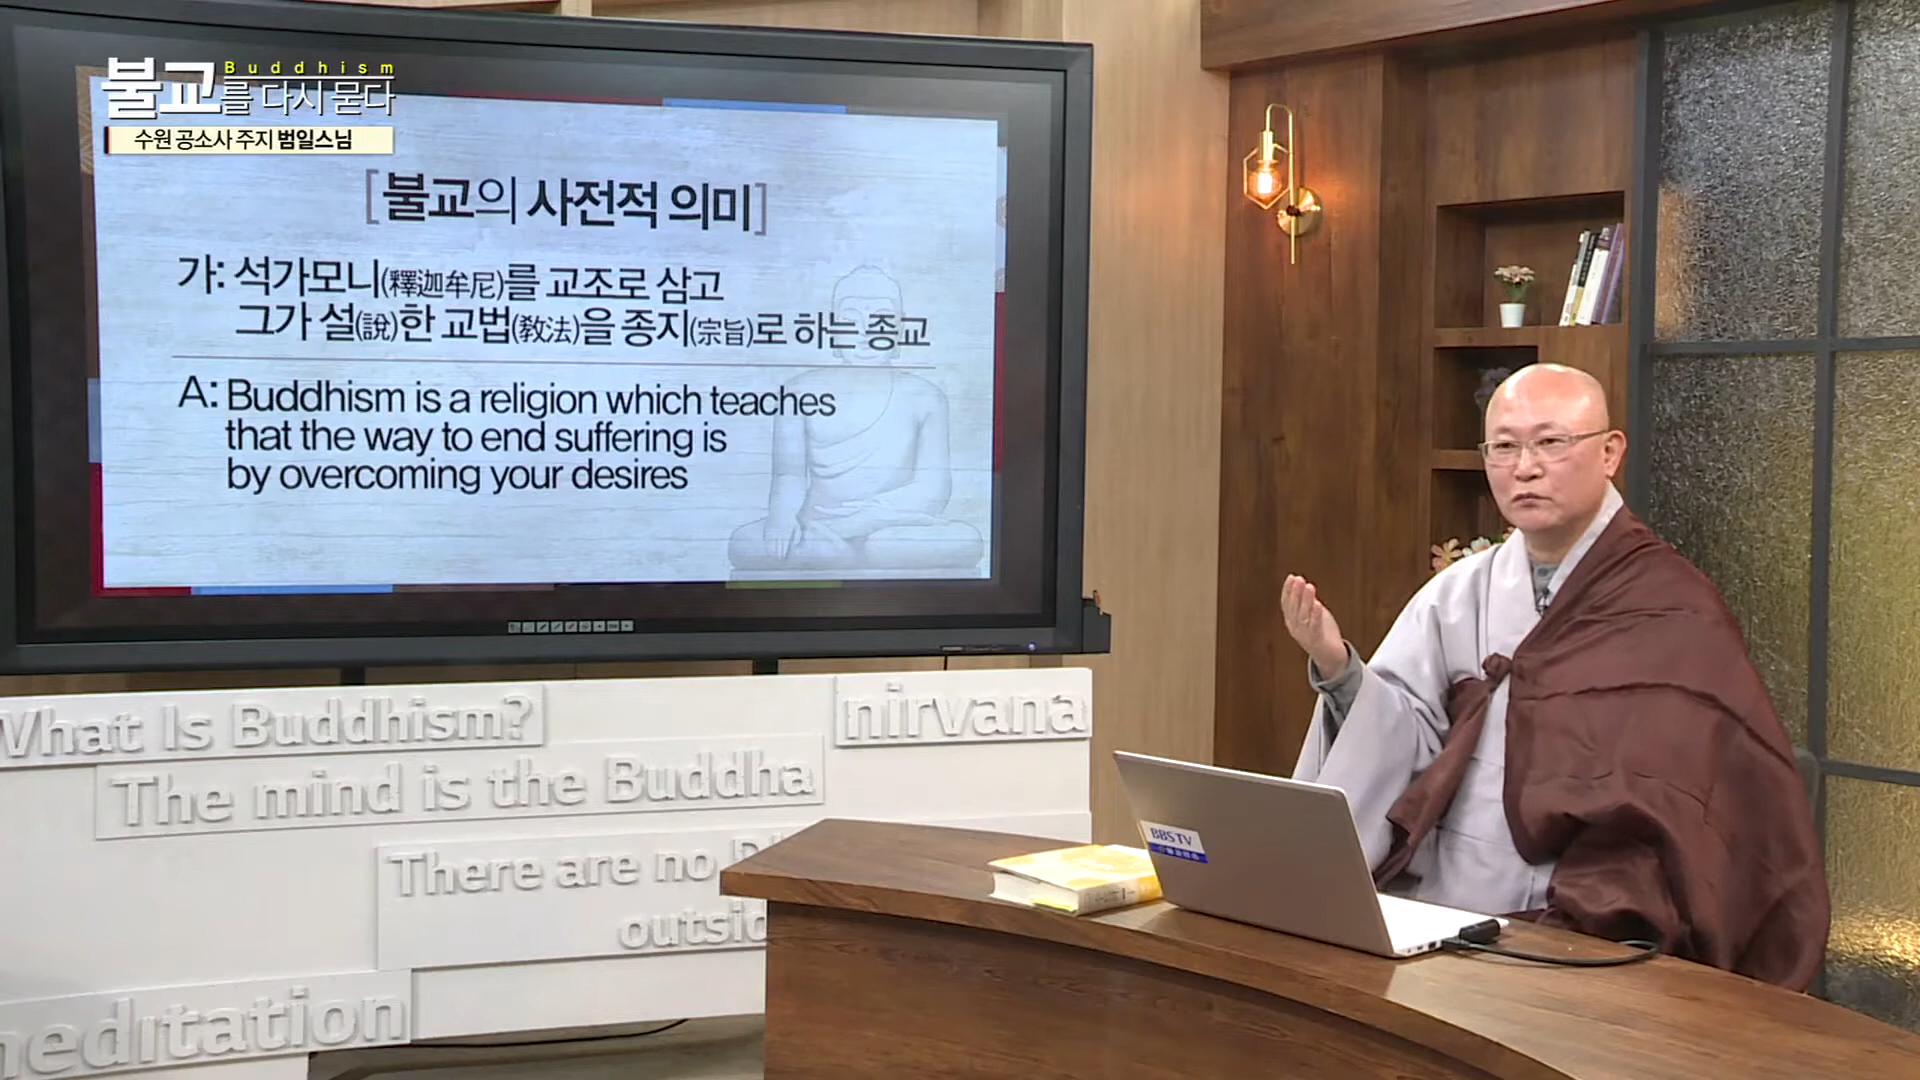 Buddhism
불교를 다시 묻다
수원 공소사 주지 범일스님
[불교의 사전적 의미]
가: 석가모니(釋迦牟尼)를 교조로 삼고
그가 설(說)한 교법(敎法)을 종지(宗旨)로 하는 종교
A: Buddhism is a religion which teaches
that the way to end suffering is
by overcoming your desires
What Is Buddhism?
nirvana
The mind is the Buddha
There are no
outsid
meditation
BBS TV